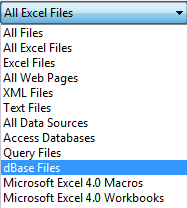 All Excel Files
All Files
All Excel Files
Excel Files
All Web Pages
XML Files
Text Files
All Data Sources
Access Databases
Query Files
dBase Files
Microsoft Excel 4.0 Macros
Microsoft Excel 4.0 Workbooks